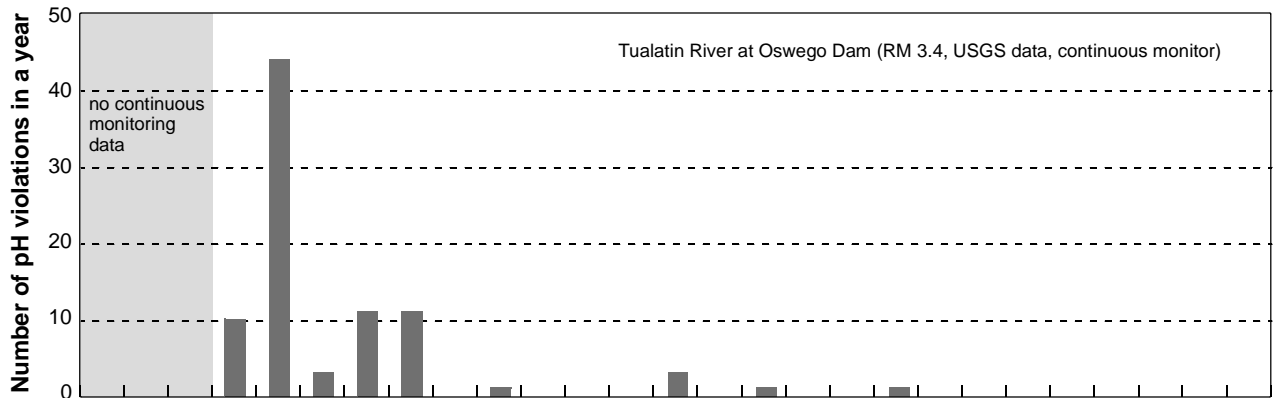 Number of pH violations in a year
50
40
30
20
10
0
Tualatin River at Oswego Dam (RM 3.4, USGS data, continuous monitor)
no continuous
monitoring
data